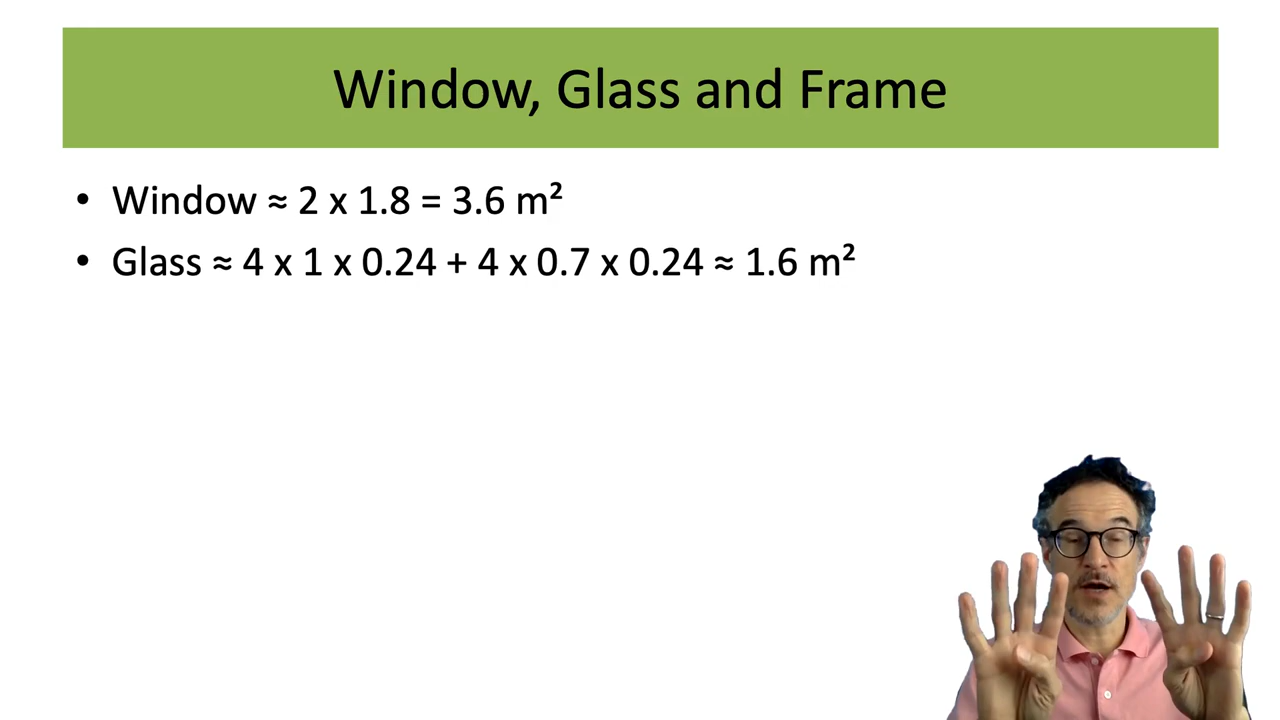 Window, Glass and Frame
• Window ≈ 2 x 1.8 = 3.6 m²
• Glass ≈ 4 x 1 x 0.24 + 4 x 0.7 x 0.24 ≈ 1.6 m²